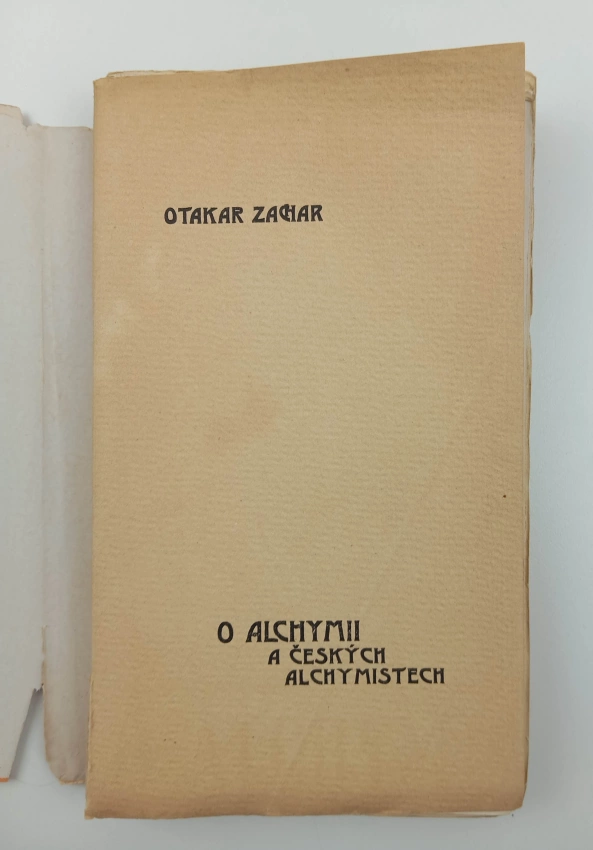 OTAKAR ZACHAR
O ALCHYMII
A ČESKÝCH
ALCHYMISTECH